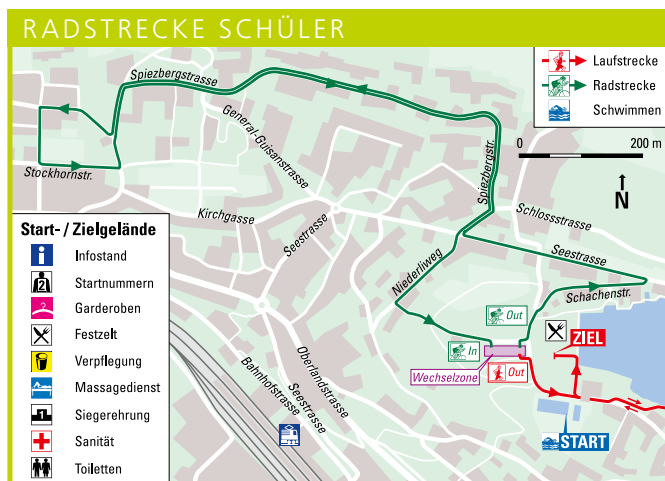 RADSTRECKE SCHÜLER
Laufstrecke
Radstrecke
Schwimmen
0 200 m
N
Spiezbergstrasse
General-Guisanstrasse
Spiezbergstr.
Stockhornstr.
Kirchgasse
Seestrasse
Schlossstrasse
Seestrasse
Niederliweg
Schachenstr.
Out
In
Wechselzone
Out
ZIEL
START
Oberlandstrasse
Seestrasse
Bahnhofstrasse
Start- / Zielgelände
i Infostand
2 Startnummern
Garderoben
Festzelt
Verpflegung
Massagedienst
1 Siegerehrung
Sanität
Toiletten